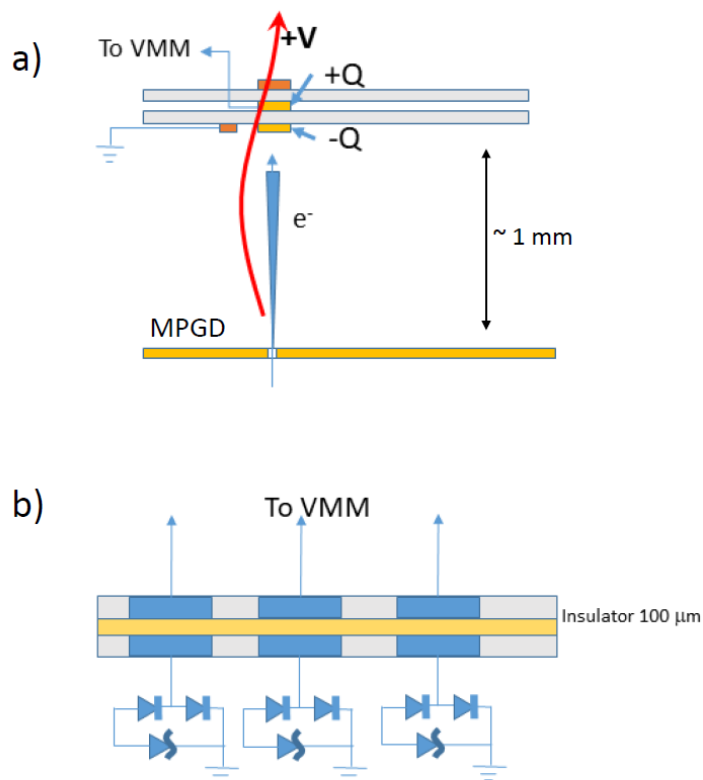 a)
+V
To VMM
+Q
-Q
e-
~ 1 mm
MPGD
b)
To VMM
Insulator 100 μm